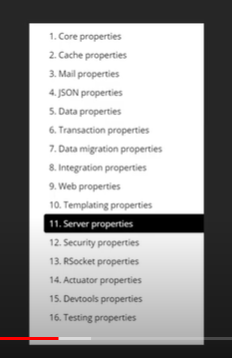 1. Core properties
2. Cache properties
3. Mail properties
4. JSON properties
5. Data properties
6. Transaction properties
7. Data migration properties
8. Integration properties
9. Web properties
10. Templating properties
11. Server properties
12. Security properties
13. RSocket properties
14. Actuator properties
15. Devtools properties
16. Testing properties